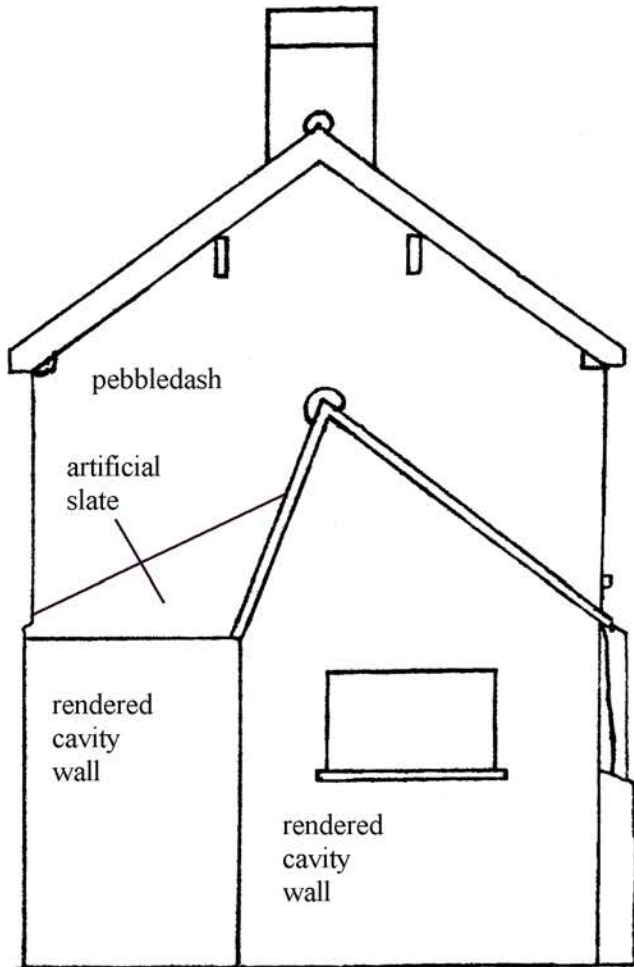 pebbledash
artificial
slate
rendered
cavity
wall
rendered
cavity
wall